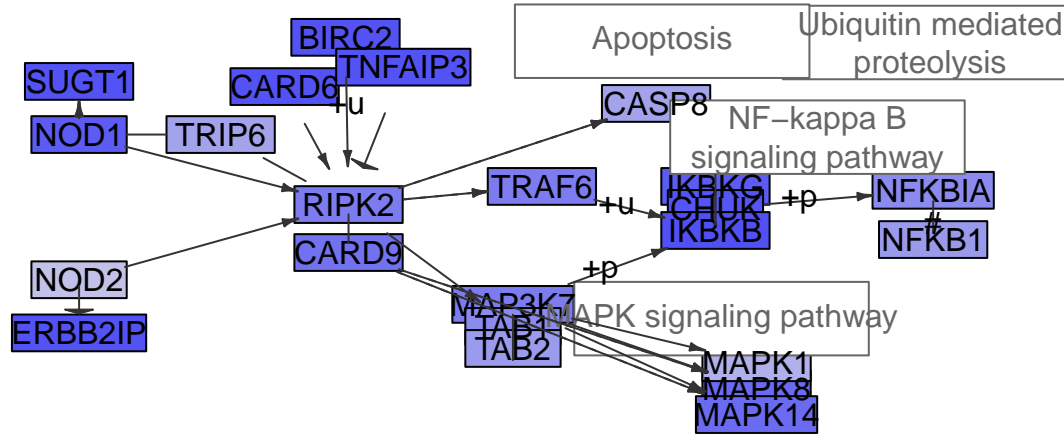 BIRC2
Apoptosis
Ubiquitin mediated
proteolysis
TNFAIP3
SUGT1
CARD6
+u
CASP8
NOD1
TRIP6
NF−kappa B
signaling pathway
RIPK2
TRAF6
+u
IKBKG
CHUK
IKBKB
+p
NFKBIA
#
NFKB1
CARD9
NOD2
ERBB2IP
+p
MAP3K7
TAB1
TAB2
MAPK signaling pathway
MAPK1
MAPK8
MAPK14